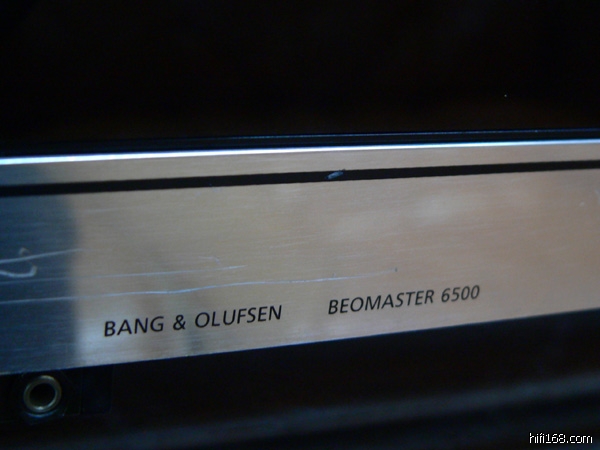 BANG & OLUFSEN BEOMASTER 6500
hifi168.com